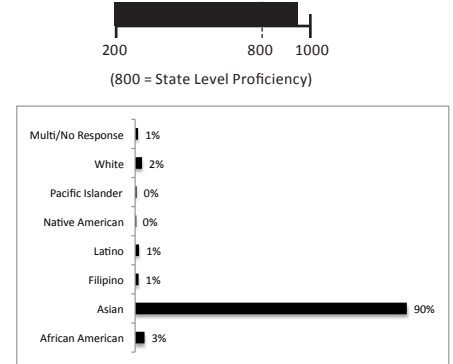 200 800 1000
(800 = State Level Proficiency)
Multi/No Response 1%
White 2%
Pacific Islander 0%
Native American 0%
Latino 1%
Filipino 1%
Asian 90%
African American 3%